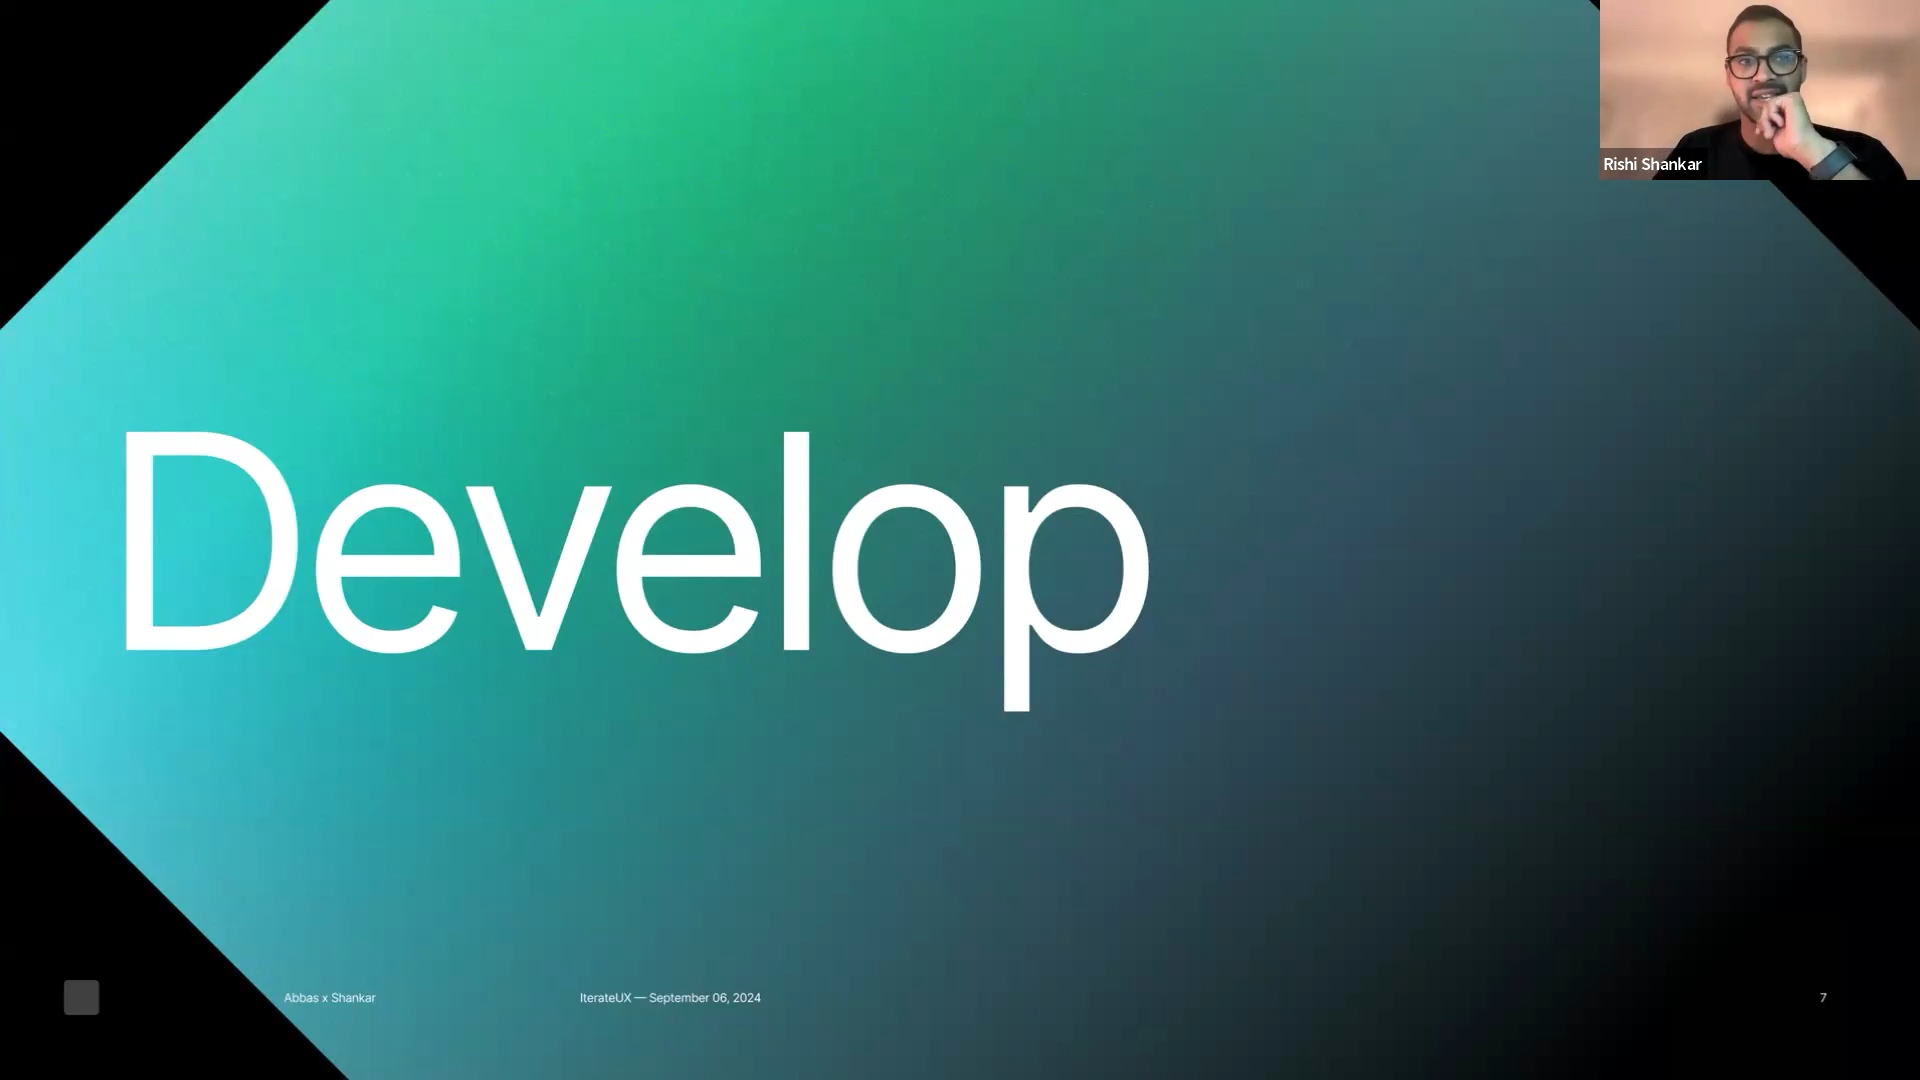 Rishi Shankar
Develop
Abbas x Shankar
IterateUX — September 06, 2024
7